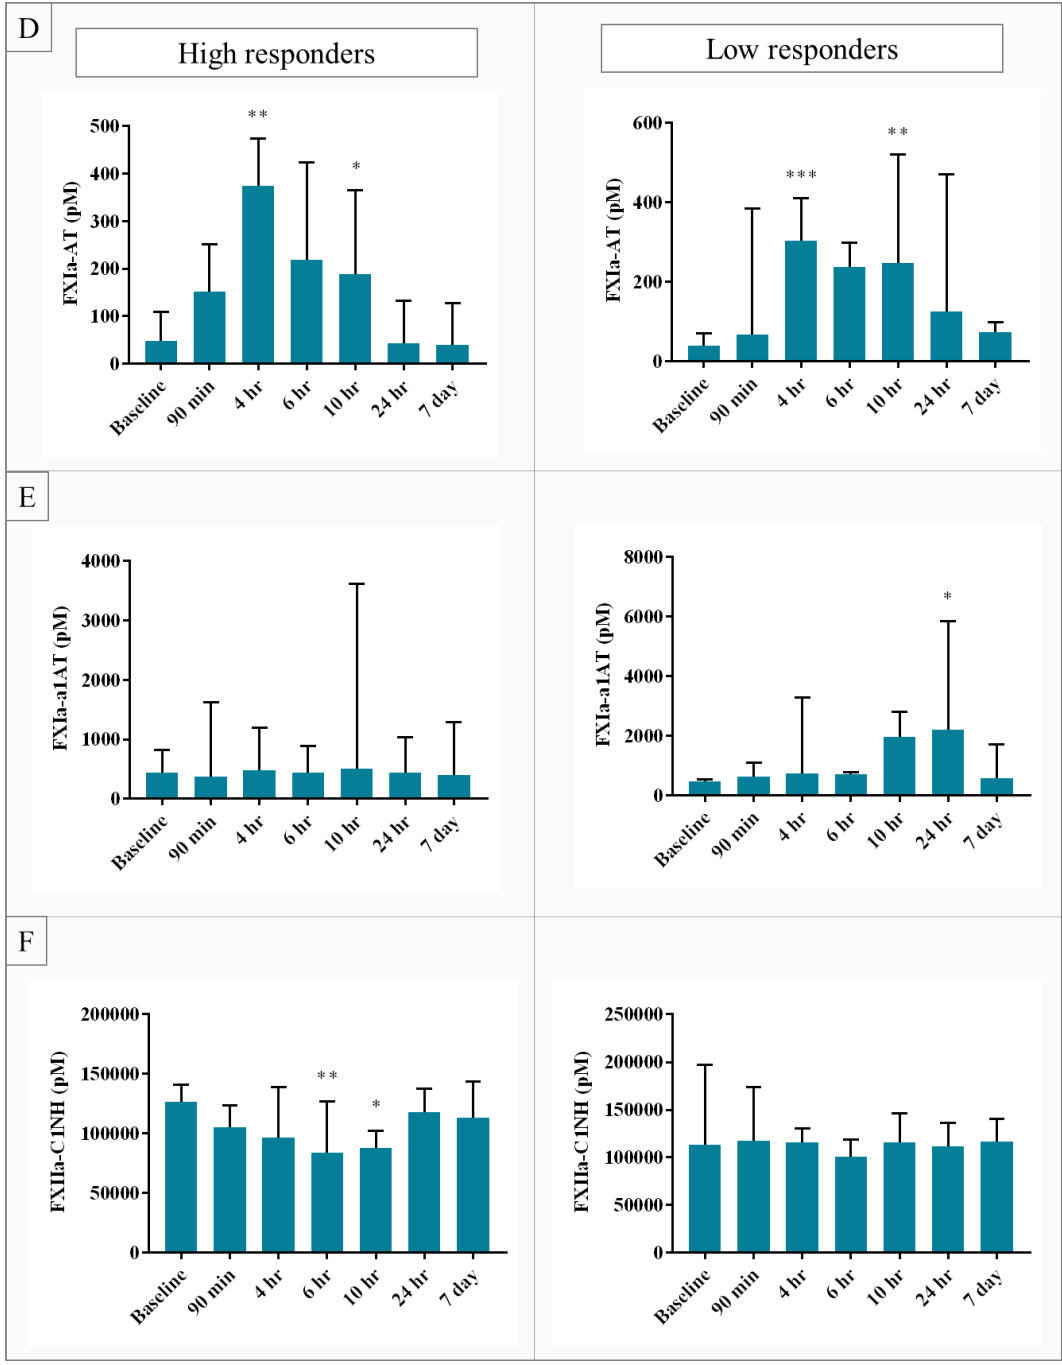 D
High responders
Low responders
**
*
500
400
300
200
100
0
FXIa-AT (pM)
Baseline
90 min
4 hr
6 hr
10 hr
24 hr
7 day
***
**
600
400
200
0
FXIa-AT (pM)
Baseline
90 min
4 hr
6 hr
10 hr
24 hr
7 day
E
4000
3000
2000
1000
0
FXIa-a1AT (pM)
Baseline
90 min
4 hr
6 hr
10 hr
24 hr
7 day
*
8000
6000
4000
2000
0
FXIa-a1AT (pM)
Baseline
90 min
4 hr
6 hr
10 hr
24 hr
7 day
F
**
*
200000
150000
100000
50000
0
FXIIa-C1NH (pM)
Baseline
90 min
4 hr
6 hr
10 hr
24 hr
7 day
250000
200000
150000
100000
50000
0
FXIIa-C1NH (pM)
Baseline
90 min
4 hr
6 hr
10 hr
24 hr
7 day